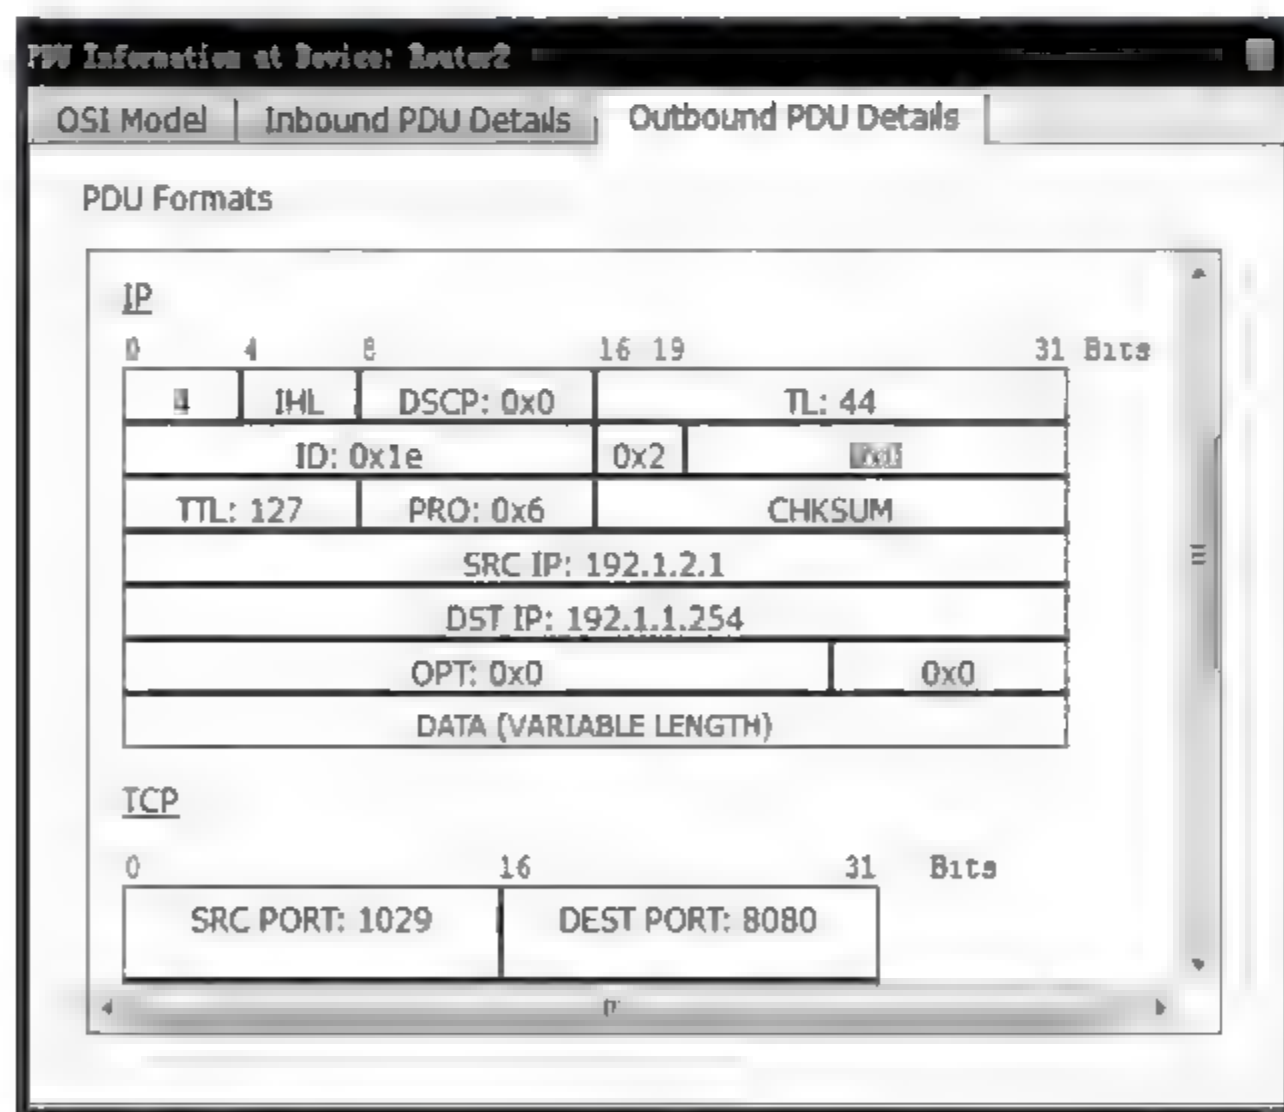 PDU Information at Device: Router2
OSI Model Inbound PDU Details Outbound PDU Details
PDU Formats
IP
0 4 8 16 19 31 Bits
4 IHL DSCP: 0x0 TL: 44
ID: 0x1e 0x2 0x0
TTL: 127 PRO: 0x6 CHKSUM
SRC IP: 192.1.2.1
DST IP: 192.1.1.254
OPT: 0x0 0x0
DATA (VARIABLE LENGTH)
TCP
0 16 31 Bits
SRC PORT: 1029 DEST PORT: 8080